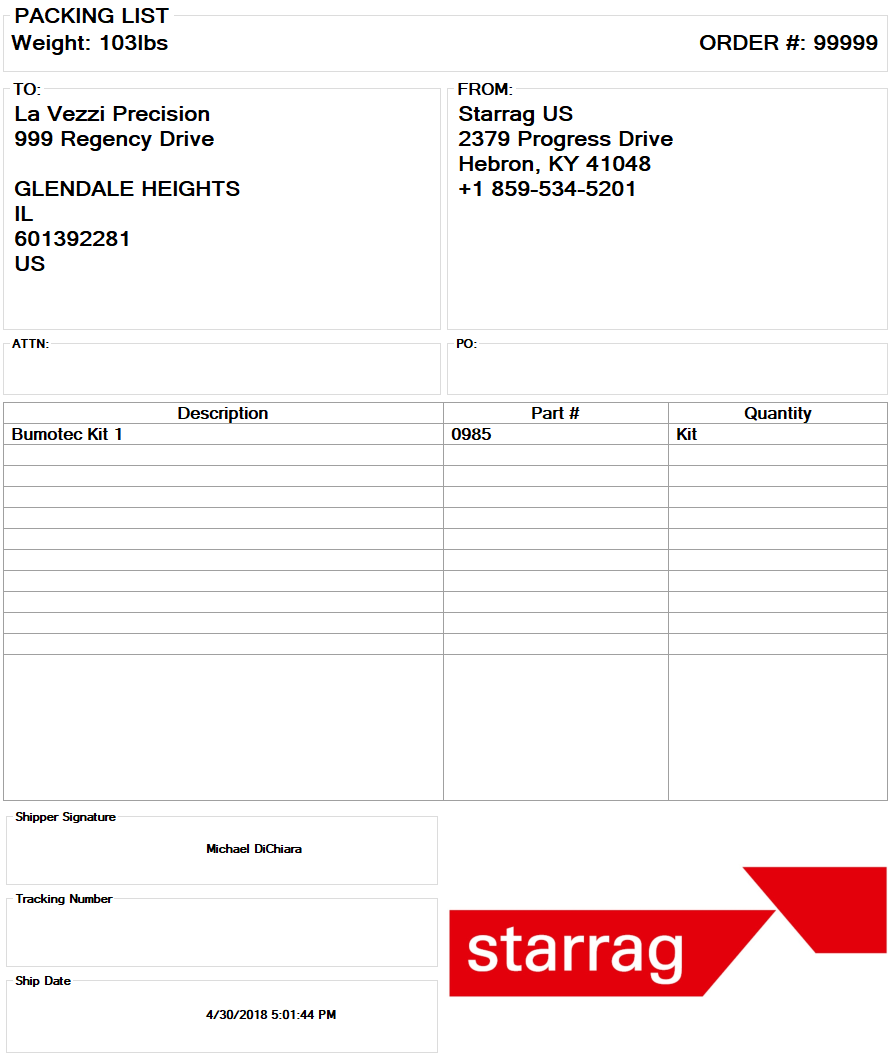 PACKING LIST
Weight: 103lbs
ORDER #: 99999
TO:
La Vezzi Precision
999 Regency Drive
GLENDALE HEIGHTS
IL
601392281
US
FROM:
Starrag US
2379 Progress Drive
Hebron, KY 41048
+1 859-534-5201
ATTN:
PO:
Description Part # Quantity
Bumotec Kit 1 0985 Kit
Shipper Signature
Michael DiChiara
Tracking Number
Ship Date
4/30/2018 5:01:44 PM
starrag